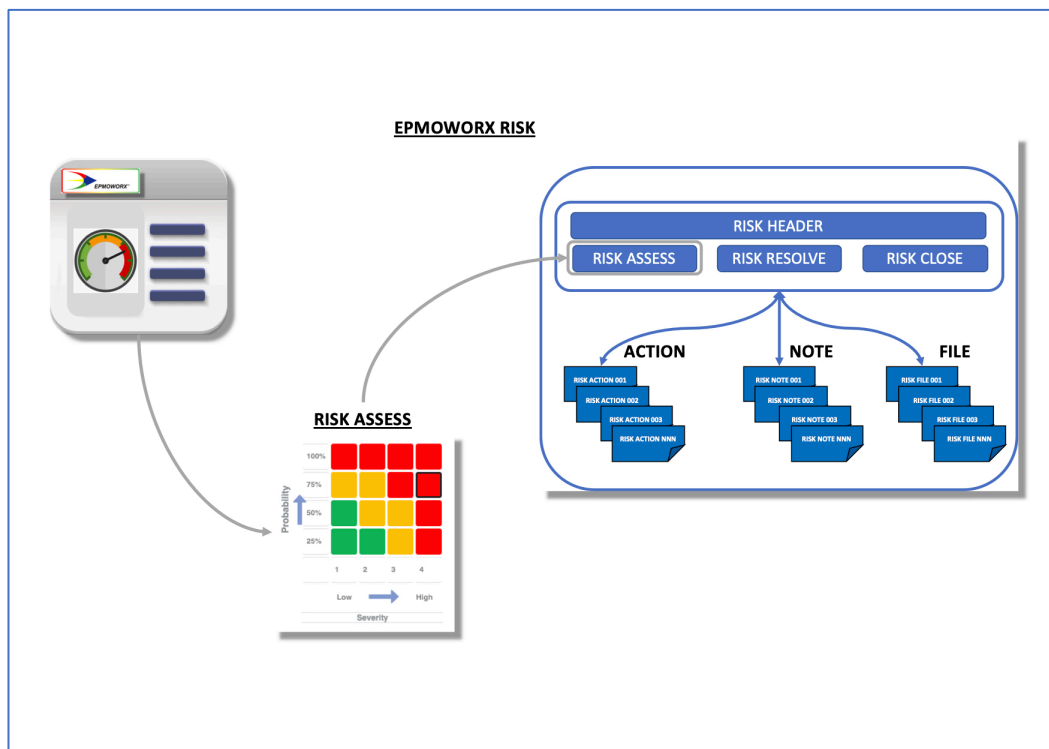 EPMOWORX RISK
EPMOWORX
RISK HEADER
RISK ASSESS
RISK RESOLVE
RISK CLOSE
ACTION
NOTE
FILE
RISK ACTION 001
RISK ACTION 002
RISK ACTION 003
RISK ACTION NNN
RISK NOTE 001
RISK NOTE 002
RISK NOTE 003
RISK NOTE NNN
RISK FILE 001
RISK FILE 002
RISK FILE 003
RISK FILE NNN
RISK ASSESS
Probability
100%
75%
50%
25%
1 2 3 4
Low High
Severity